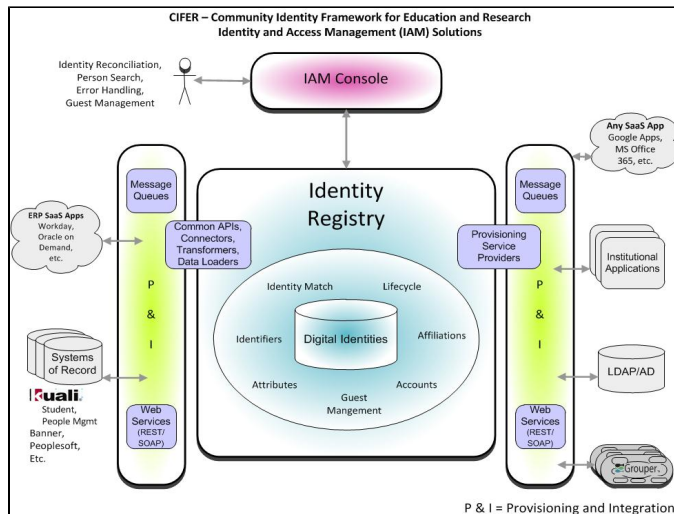 CIFER – Community Identity Framework for Education and Research
Identity and Access Management (IAM) Solutions
Identity Reconciliation,
Person Search,
Error Handling,
Guest Management
IAM Console
Any SaaS App
Google Apps,
MS Office
365, etc.
Message
Queues
Identity
Registry
Message
Queues
ERP SaaS Apps
Workday,
Oracle on
Demand,
etc.
Common APIs,
Connectors,
Transformers,
Data Loaders
Provisioning
Service
Providers
Institutional
Applications
P
&
I
Identity Match
Lifecycle
Identifiers
Digital Identities
Affiliations
Attributes
Accounts
Guest
Mangement
P
&
I
Systems
of Record
LDAP/AD
Kuali
Student,
People Mgmt
Banner,
Peoplesoft,
Etc.
Web
Services
(REST/
SOAP)
Web
Services
(REST/
SOAP)
Grouper
P & I = Provisioning and Integration